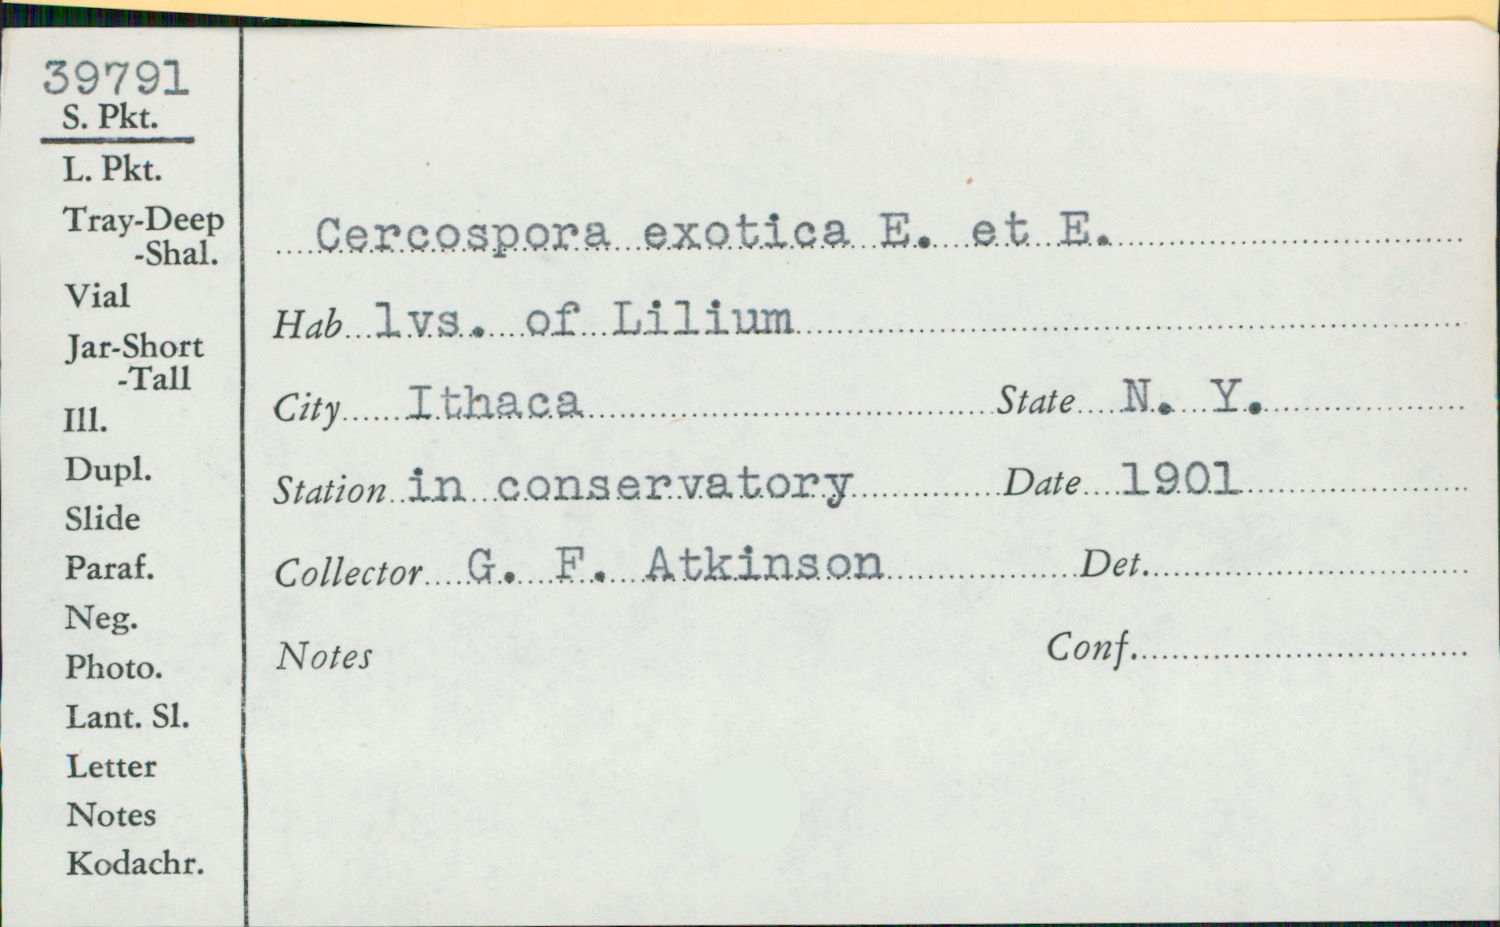 39791
S. Pkt.
L. Pkt.
Tray-Deep
-Shal.
Vial
Jar-Short
-Tall
Ill.
Dupl.
Slide
Paraf.
Neg.
Photo.
Lant. Sl.
Letter
Notes
Kodachr.
Cercospora exotica E. et E.
Hab lvs. of Lilium
City Ithaca State N. Y.
Station in conservatory Date 1901
Collector G. F. Atkinson Det.
Notes Conf.